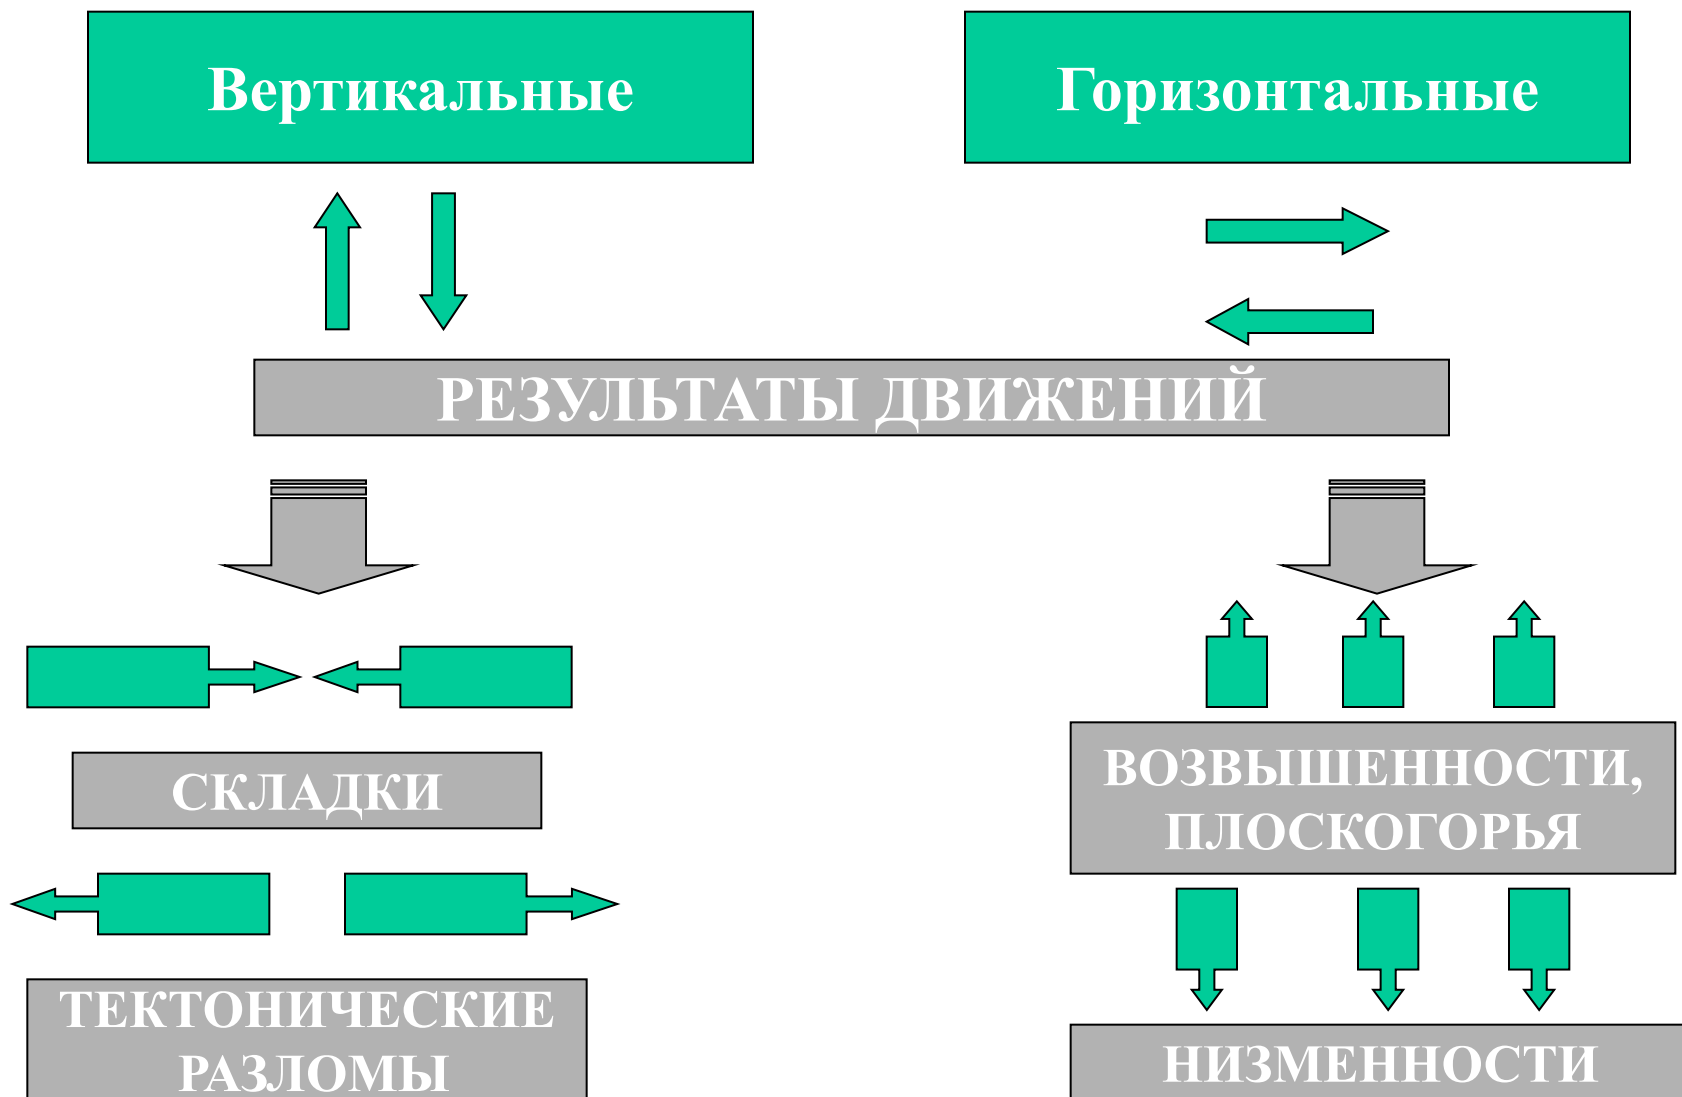 Вертикальные
Горизонтальные
РЕЗУЛЬТАТЫ ДВИЖЕНИЙ
СКЛАДКИ
ВОЗВЫШЕННОСТИ,
ПЛОСКОГОРЬЯ
ТЕКТОНИЧЕСКИЕ
РАЗЛОМЫ
НИЗМЕННОСТИ